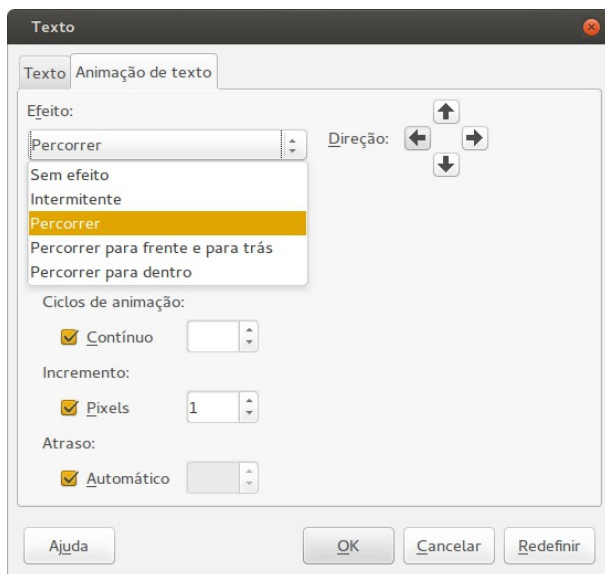 Texto
Texto Animação de texto
Efeito:
Percorrer Direção:
Sem efeito
Intermitente
Percorrer
Percorrer para frente e para trás
Percorrer para dentro
Ciclos de animação:
Contínuo
Incremento:
Pixels 1
Atraso:
Automático
Ajuda OK Cancelar Redefinir